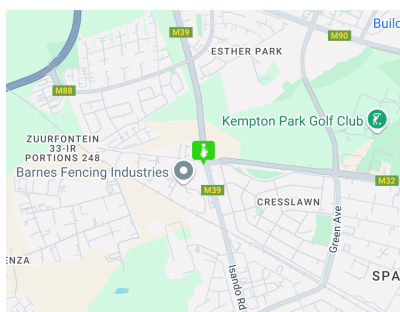 M39
M90
Buil
ESTHER PARK
M88
Kempton Park Golf Club
ZUURFONTEIN
33-IR
PORTIONS 248
Barnes Fencing Industries
M39
M32
CRESSLAWN
Green Ave
ENZA
Isando Rd
SPA